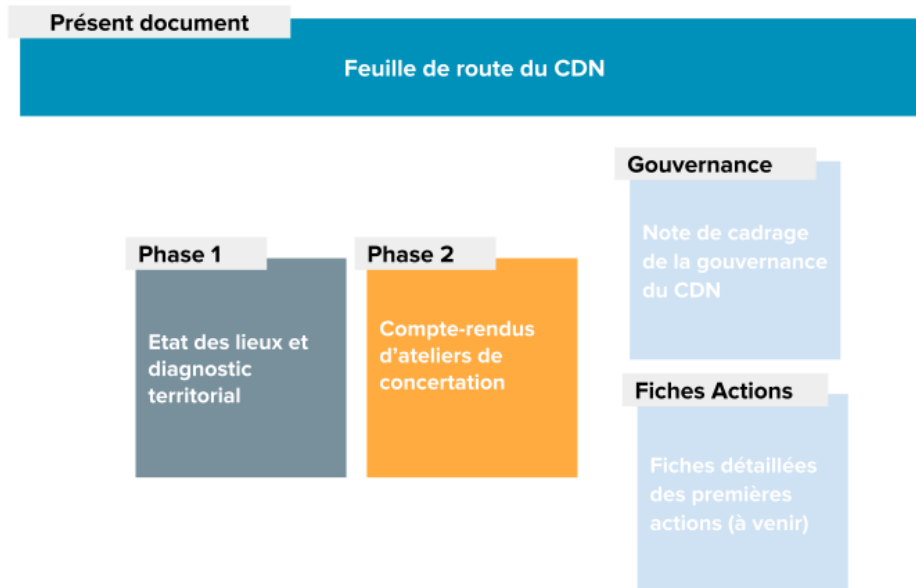 Présent document
Feuille de route du CDN
Phase 1
Etat des lieux et
diagnostic
territorial
Phase 2
Compte-rendus
d'ateliers de
concertation
Gouvernance
Note de cadrage
de la gouvernance
du CDN
Fiches Actions
Fiches détaillées
des premières
actions (à venir)